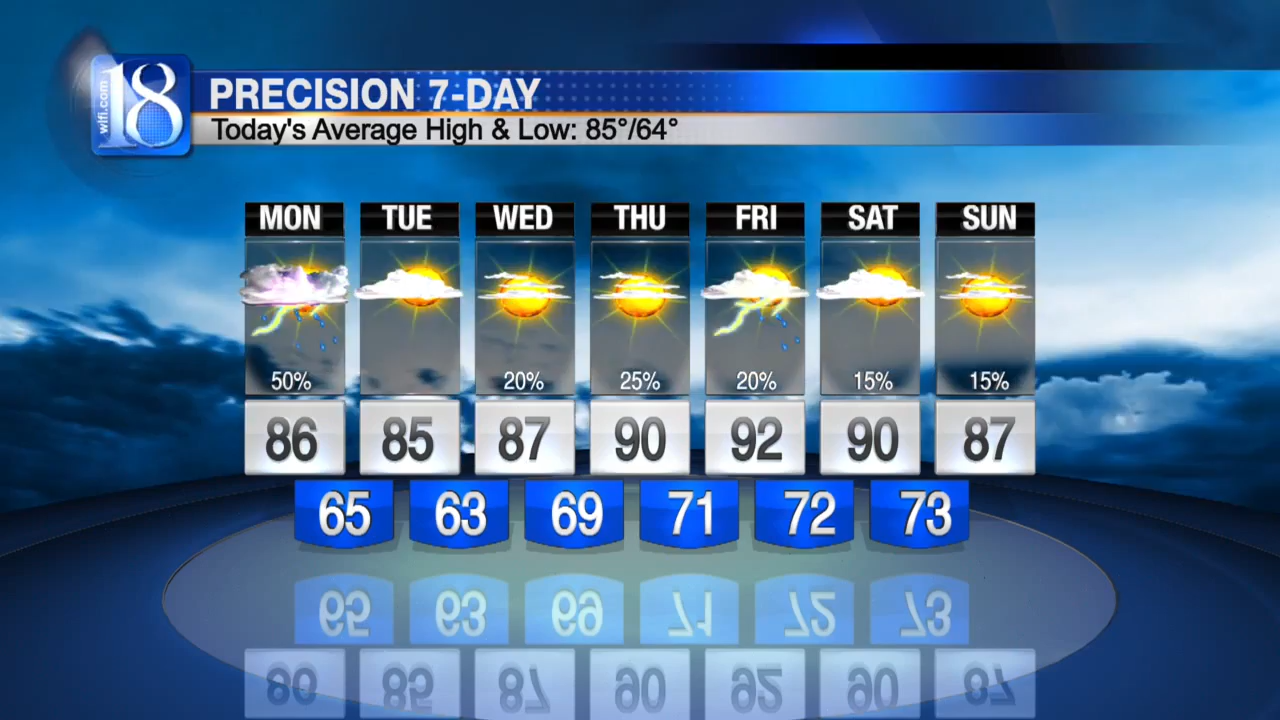 wlfi.com
18
PRECISION 7-DAY
Today's Average High & Low: 85°/64°
MON TUE WED THU FRI SAT SUN
50% 20% 25% 20% 15% 15%
86 85 87 90 92 90 87
65 63 69 71 72 73